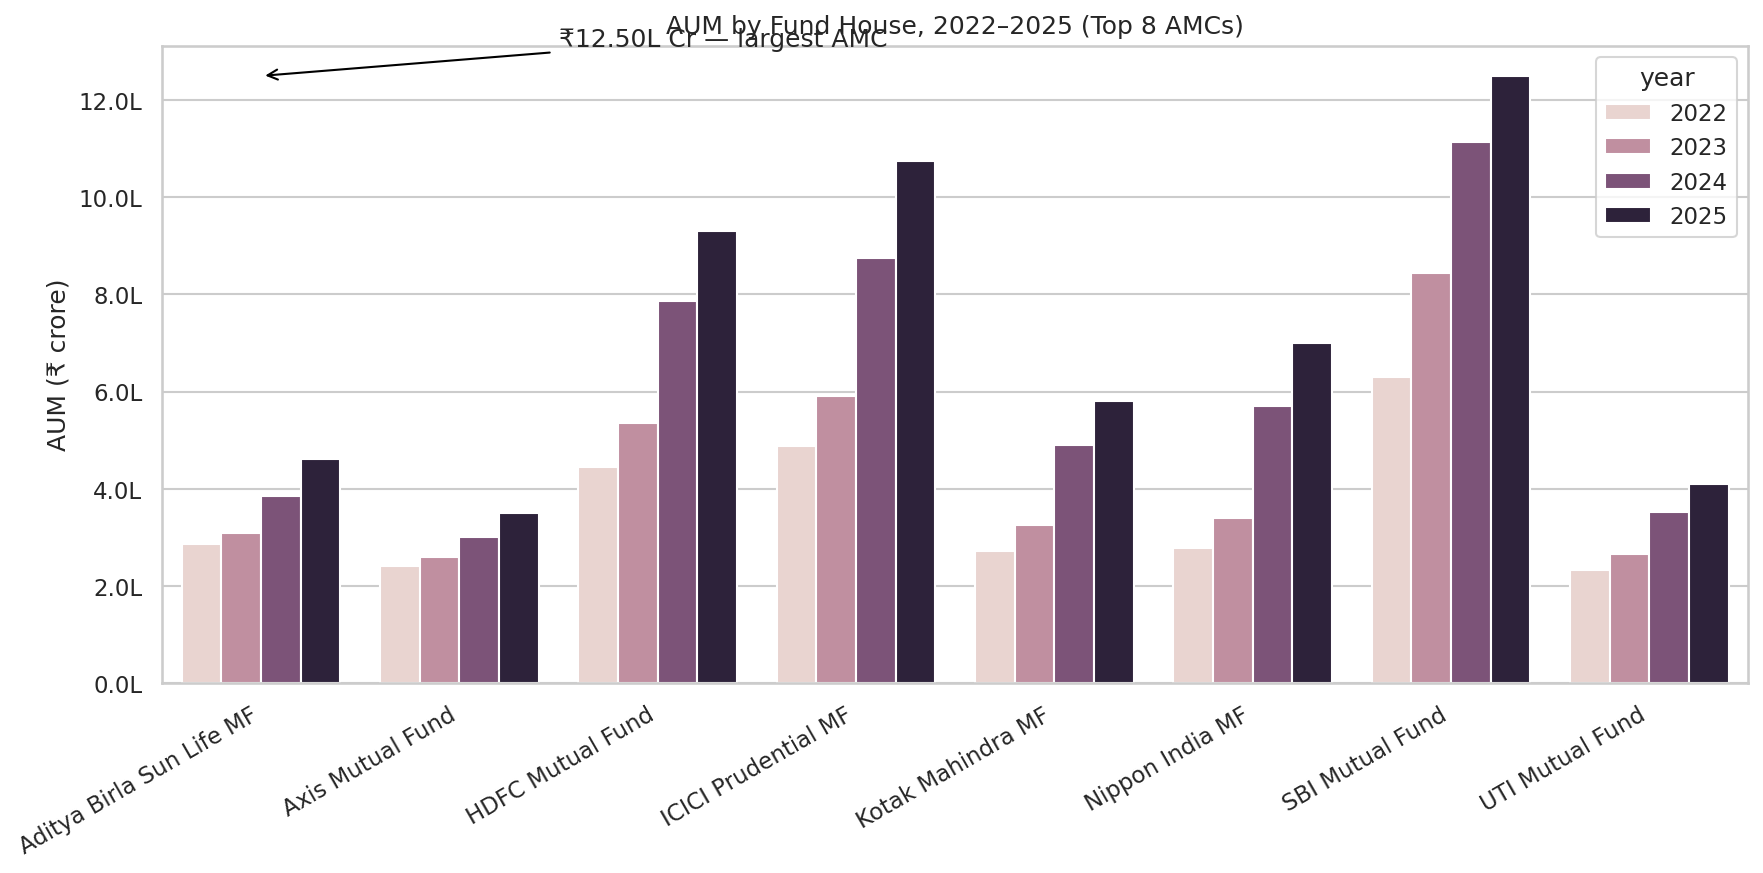 AUM by Fund House, 2022–2025 (Top 8 AMCs)
₹12.50L Cr — largest AMC
year
2022
2023
2024
2025
AUM (₹ crore)
12.0L
10.0L
8.0L
6.0L
4.0L
2.0L
0.0L
Aditya Birla Sun Life MF
Axis Mutual Fund
HDFC Mutual Fund
ICICI Prudential MF
Kotak Mahindra MF
Nippon India MF
SBI Mutual Fund
UTI Mutual Fund